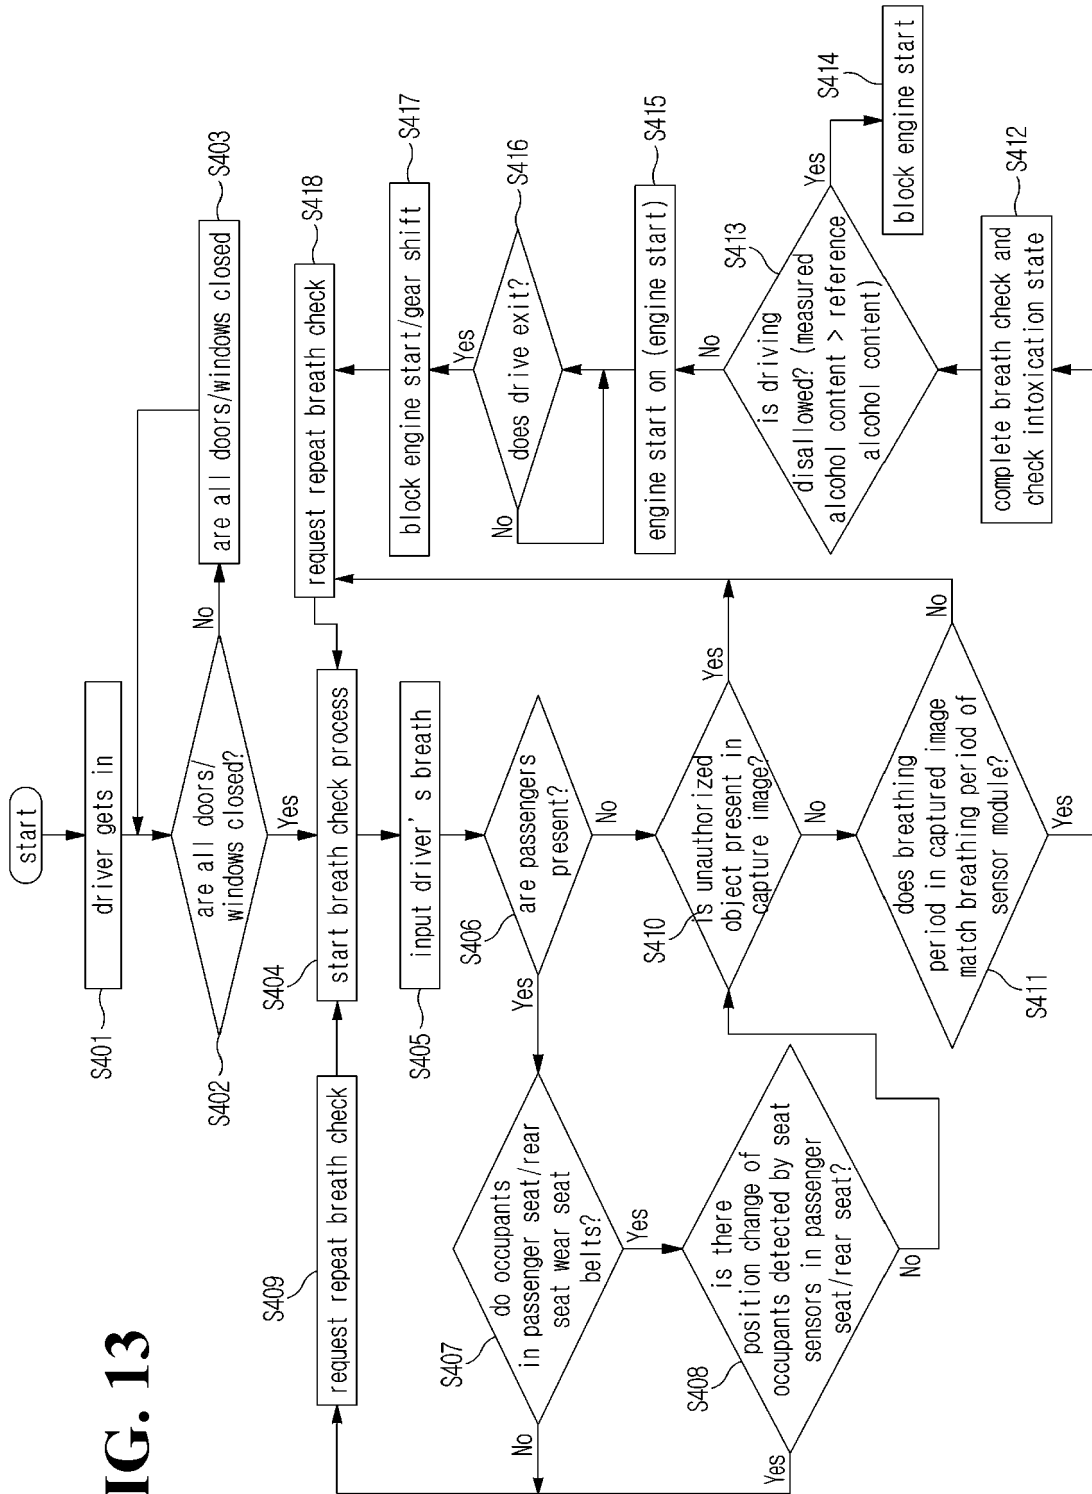 IG. 13
start
driver gets in
S401
are all doors/
windows closed?
S402
No
Yes
are all doors/windows closed
S403
request repeat breath check
S409
start breath check process
S404
request repeat breath check
S418
input driver's breath
S405
are passengers
present?
S406
Yes
No
do occupants
in passenger seat/rear
seat wear seat
belts?
S407
No
Yes
is there
position change of
occupants detected by seat
sensors in passenger
seat/rear seat?
S408
Yes
No
is unauthorized
object present in
capture image?
S410
Yes
No
does breathing
period in captured image
match breathing period of
sensor module?
S411
No
Yes
complete breath check and
check intoxication state
S412
is driving
disallowed? (measured
alcohol content > reference
alcohol content)
S413
Yes
No
block engine start
S414
engine start on (engine start)
S415
does drive exit?
S416
No
Yes
block engine start/gear shift
S417